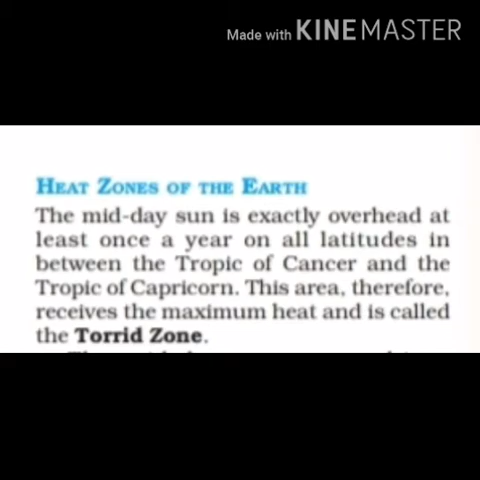 Made with KINEMASTER
HEAT ZONES OF THE EARTH
The mid-day sun is exactly overhead at
least once a year on all latitudes in
between the Tropic of Cancer and the
Tropic of Capricorn. This area, therefore,
receives the maximum heat and is called
the Torrid Zone.